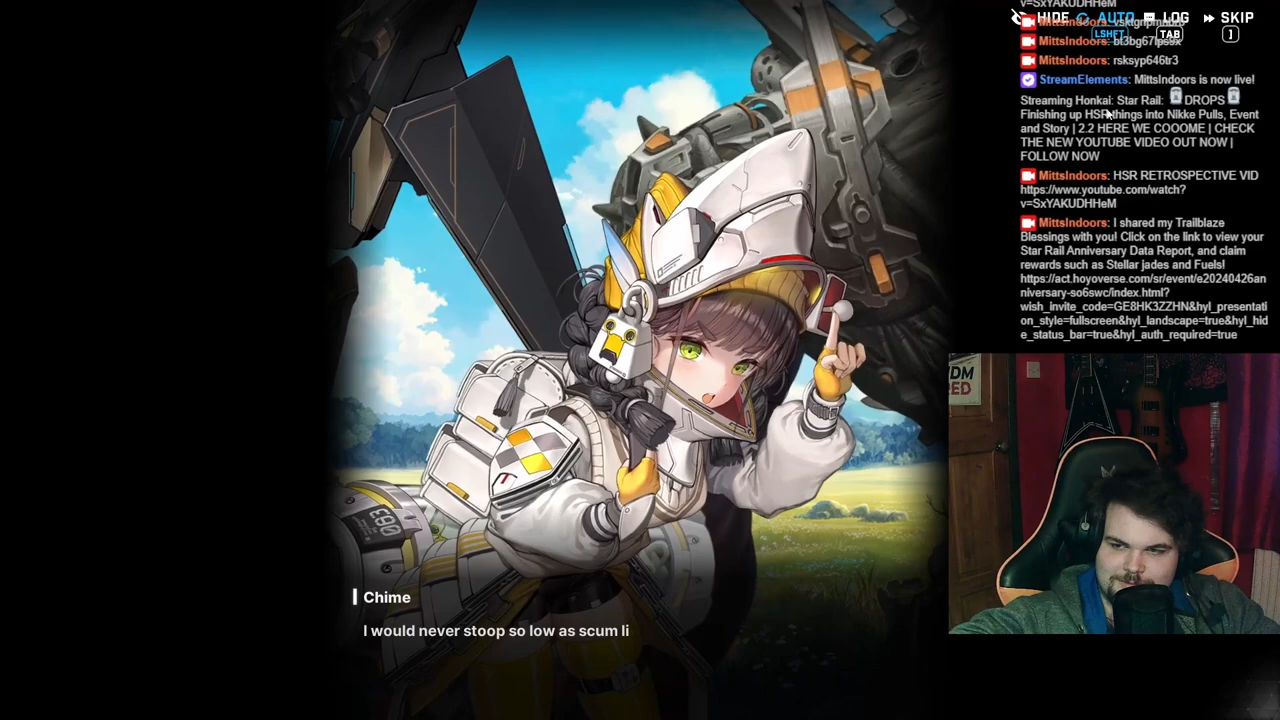 v=SxYAKUDHHeM
HIDE AUTO LOG SKIP
LSHFT TAB ]
MittsIndoors:
MittsIndoors: bf3bg67lps9x
MittsIndoors: rsksyp646tr3
StreamElements: MittsIndoors is now live!
Streaming Honkai: Star Rail: DROPS
Finishing up HSR things into Nikke Pulls, Event
and Story | 2.2 HERE WE COOOME | CHECK
THE NEW YOUTUBE VIDEO OUT NOW |
FOLLOW NOW
MittsIndoors: HSR RETROSPECTIVE VID
https://www.youtube.com/watch?
v=SxYAKUDHHeM
MittsIndoors: I shared my Trailblaze
Blessings with you! Click on the link to view your
Star Rail Anniversary Data Report, and claim
rewards such as Stellar jades and Fuels!
https://act.hoyoverse.com/sr/event/e20240426an
niversary-so6swc/index.html?
wish_invite_code=GE8HK3ZZHN&hyl_presentati
on_style=fullscreen&hyl_landscape=true&hyl_hid
e_status_bar=true&hyl_auth_required=true
083
Chime
I would never stoop so low as scum li